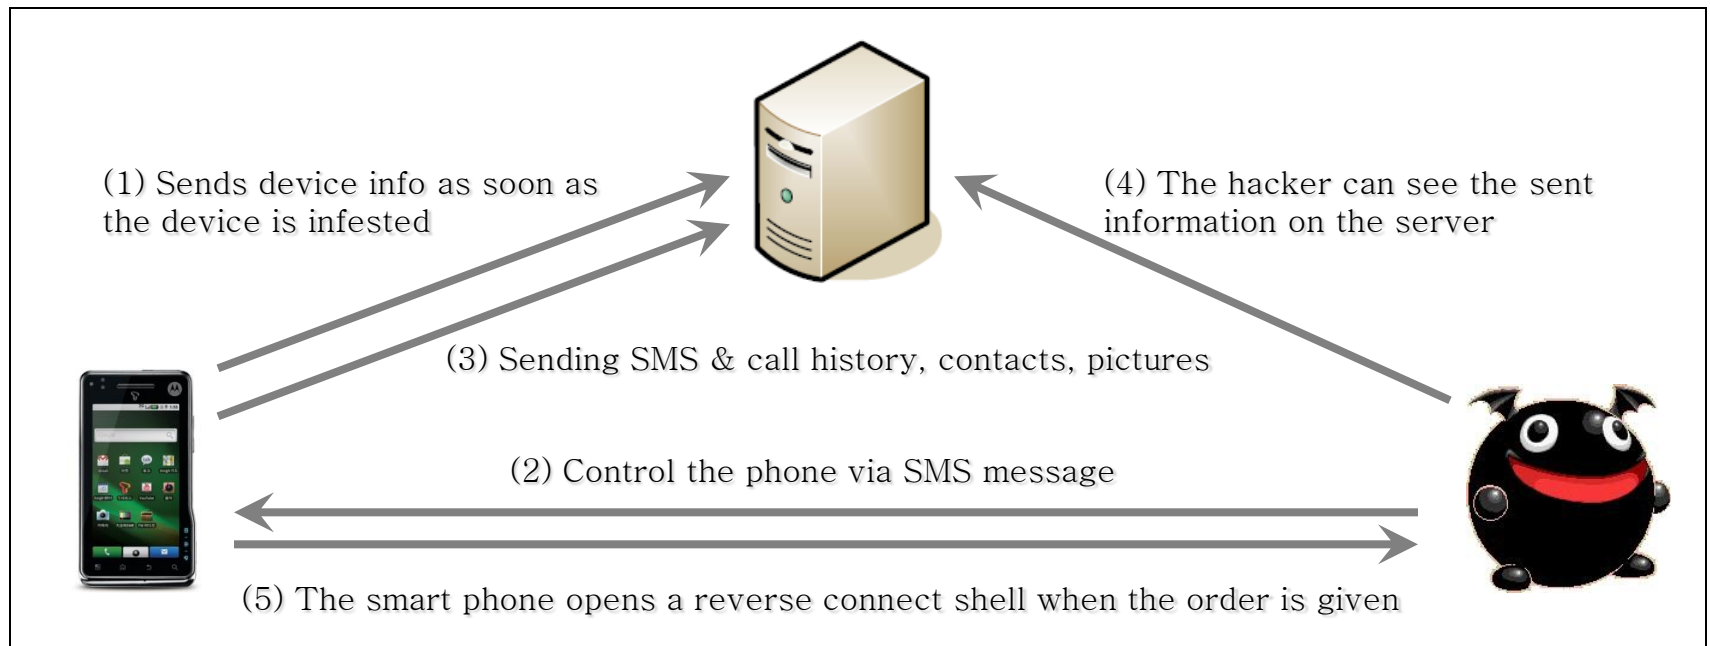 (1) Sends device info as soon as
the device is infested
(4) The hacker can see the sent
information on the server
(3) Sending SMS & call history, contacts, pictures
(2) Control the phone via SMS message
(5) The smart phone opens a reverse connect shell when the order is given